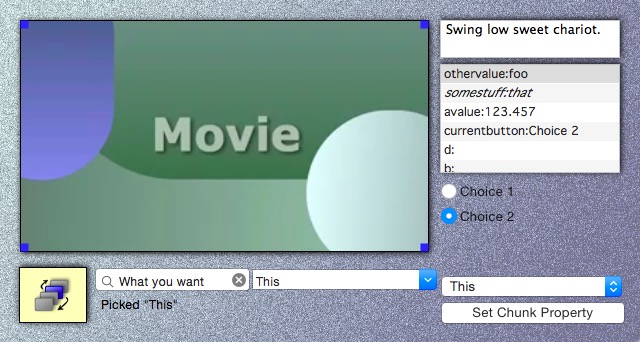 Swing low sweet chariot.
othervalue:foo
somestuff:that
avalue:123.457
currentbutton:Choice 2
d:
b:
Movie
Choice 1
Choice 2
What you want
This
This
Picked "This"
Set Chunk Property